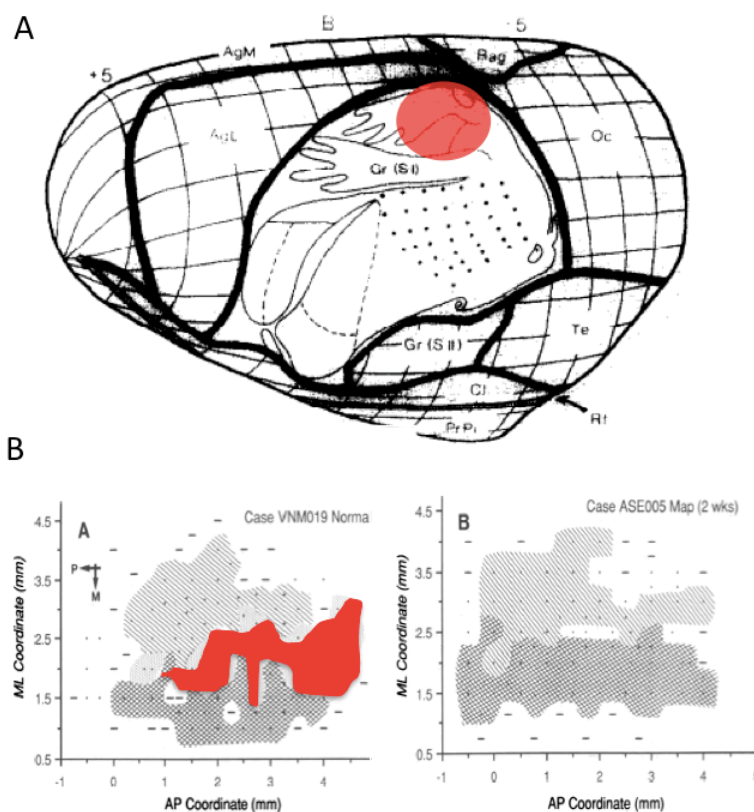 A
B
-5
AgM
Rag
+5
AgL
Oc
Gr (SI)
Gr (SII)
Te
CI
PrPi
Rf
B
A
Case VNM019 Norma
P
M
4.5
3.5
2.5
1.5
0.5
ML Coordinate (mm)
-1 0 1 2 3 4
AP Coordinate (mm)
B
Case ASE005 Map (2 wks)
4.5
3.5
2.5
1.5
0.5
ML Coordinate (mm)
-1 0 1 2 3 4
AP Coordinate (mm)